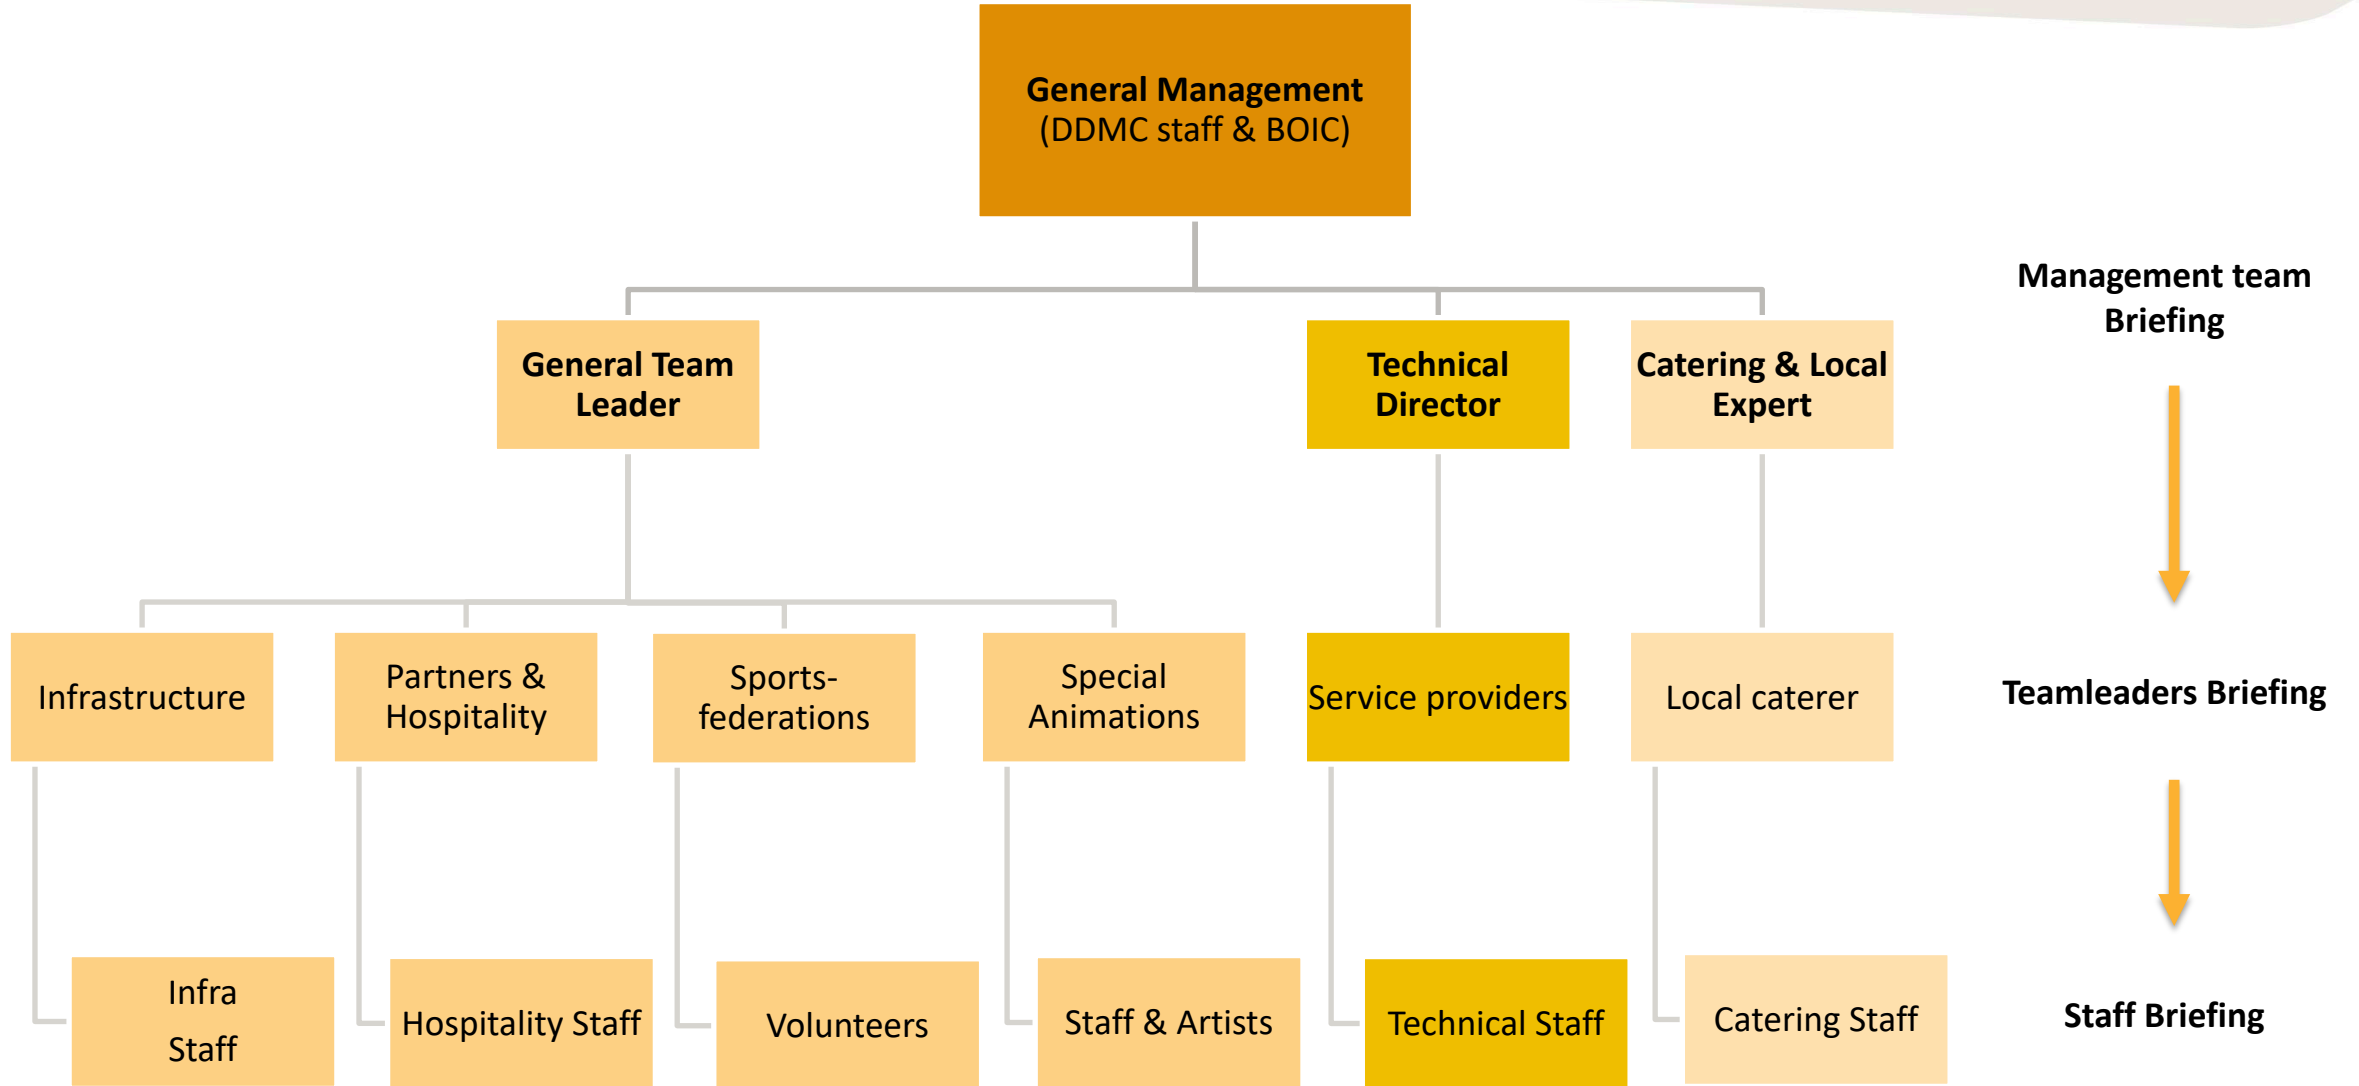 General Management
(DDMC staff & BOIC)
Management team
Briefing
General Team
Leader
Technical
Director
Catering & Local
Expert
Infrastructure
Partners &
Hospitality
Sports-
federations
Special
Animations
Service providers
Local caterer
Teamleaders Briefing
Infra
Staff
Hospitality Staff
Volunteers
Staff & Artists
Technical Staff
Catering Staff
Staff Briefing